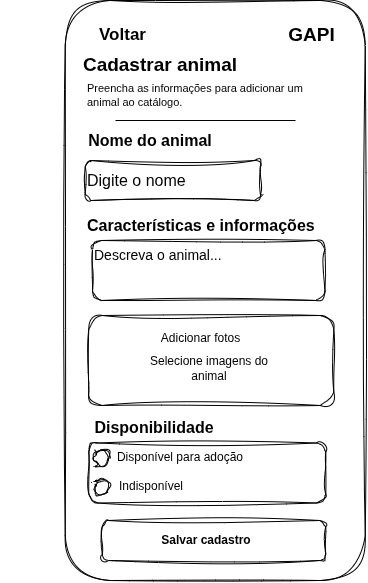 Voltar
GAPI
Cadastrar animal
Preencha as informações para adicionar um
animal ao catálogo.
Nome do animal
Digite o nome
Características e informações
Descreva o animal...
Adicionar fotos
Selecione imagens do
animal
Disponibilidade
Disponível para adoção
Indisponível
Salvar cadastro